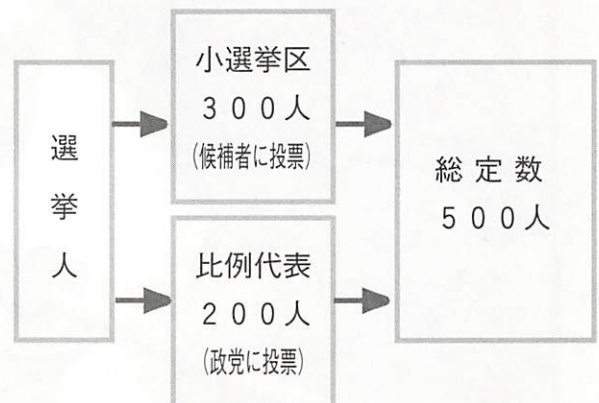 選挙人
小選挙区
３００人
(候補者に投票)
比例代表
２００人
(政党に投票)
総定数
５００人